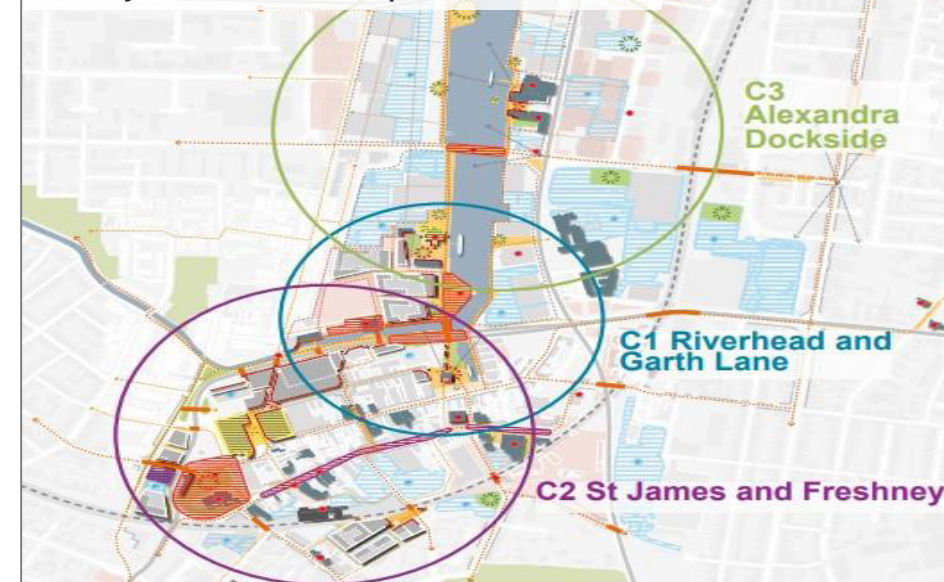 C3
Alexandra
Dockside
C1 Riverhead and
Garth Lane
C2 St James and Freshney